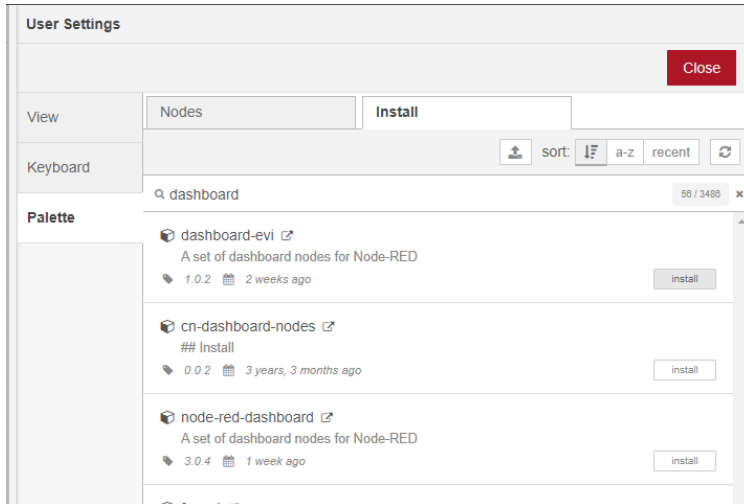 User Settings
Close
View
Keyboard
Palette
Nodes
Install
sort: a-z recent
dashboard
56 / 3486
dashboard-evi
A set of dashboard nodes for Node-RED
1.0.2 2 weeks ago
install
cn-dashboard-nodes
## Install
0.0.2 3 years, 3 months ago
install
node-red-dashboard
A set of dashboard nodes for Node-RED
3.0.4 1 week ago
install